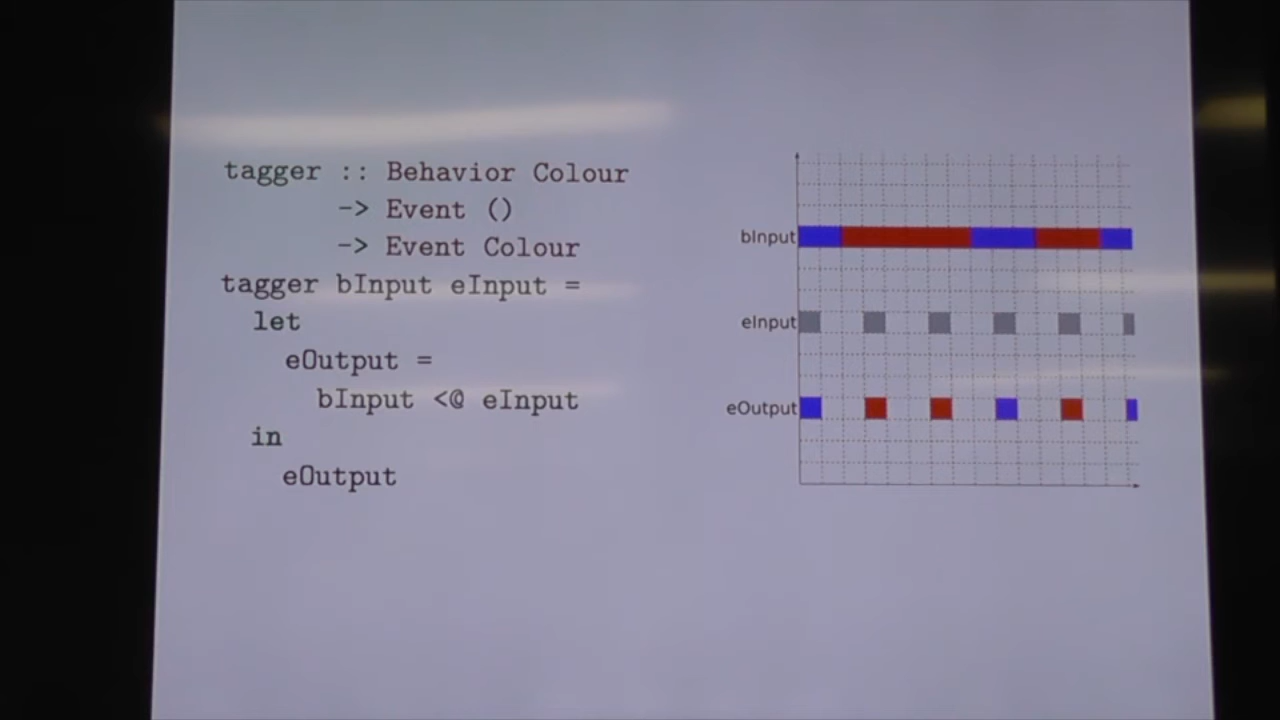 tagger :: Behavior Colour
-> Event ()
-> Event Colour
tagger bInput eInput =
let
eOutput =
bInput <@ eInput
in
eOutput
bInput
eInput
eOutput